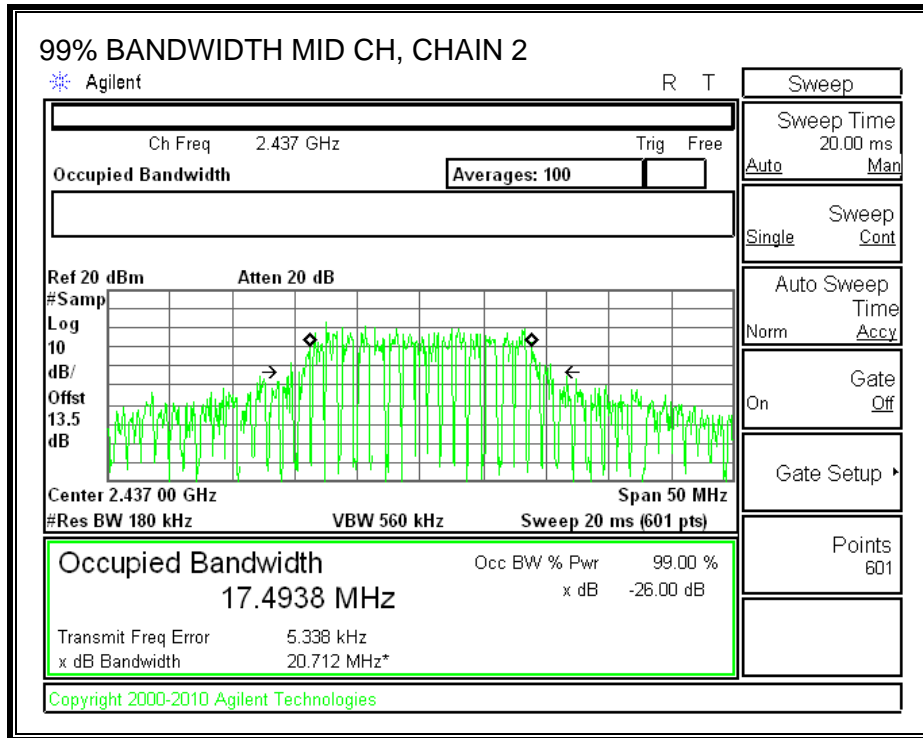 99% BANDWIDTH MID CH, CHAIN 2
Agilent R T
Ch Freq 2.437 GHz Trig Free
Occupied Bandwidth Averages: 100
Ref 20 dBm Atten 20 dB
#Samp
Log
10
dB/
Offst
13.5
dB
Center 2.437 00 GHz Span 50 MHz
#Res BW 180 kHz VBW 560 kHz Sweep 20 ms (601 pts)
Occupied Bandwidth Occ BW % Pwr 99.00 %
17.4938 MHz x dB -26.00 dB
Transmit Freq Error 5.338 kHz
x dB Bandwidth 20.712 MHz*
Copyright 2000-2010 Agilent Technologies
Sweep
Sweep Time
20.00 ms
Auto Man
Sweep
Single Cont
Auto Sweep
Time
Norm Accy
Gate
On Off
Gate Setup
Points
601